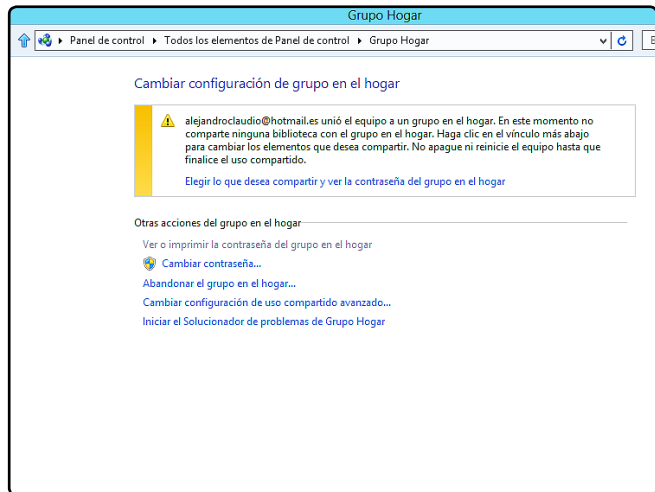 Grupo Hogar
Panel de control Todos los elementos de Panel de control Grupo Hogar
Cambiar configuración de grupo en el hogar
alejandroclaudio@hotmail.es unió el equipo a un grupo en el hogar. En este momento no
comparte ninguna biblioteca con el grupo en el hogar. Haga clic en el vínculo más abajo
para cambiar los elementos que desea compartir. No apague ni reinicie el equipo hasta que
finalice el uso compartido.
Elegir lo que desea compartir y ver la contraseña del grupo en el hogar
Otras acciones del grupo en el hogar
Ver o imprimir la contraseña del grupo en el hogar
Cambiar contraseña...
Abandonar el grupo en el hogar...
Cambiar configuración de uso compartido avanzado...
Iniciar el Solucionador de problemas de Grupo Hogar